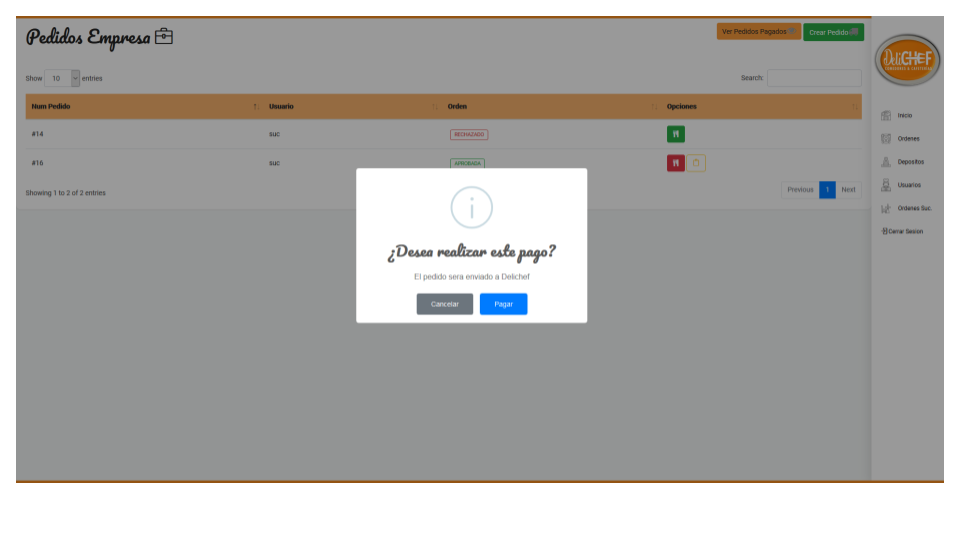 Pedidos Empresa
Ver Pedidos Pagados
Crear Pedido
DeliCHEF
Show 10 entries
Search:
Num Pedido Usuario Orden Opciones
#14 suc RECHAZADO
#16 suc APROBADA
Showing 1 to 2 of 2 entries
Previous 1 Next
¿Desea realizar este pago?
El pedido sera enviado a Delichef
Cancelar Pagar
Inicio
Ordenes
Depositos
Usuarios
Ordenes Suc.
Cerrar Sesion